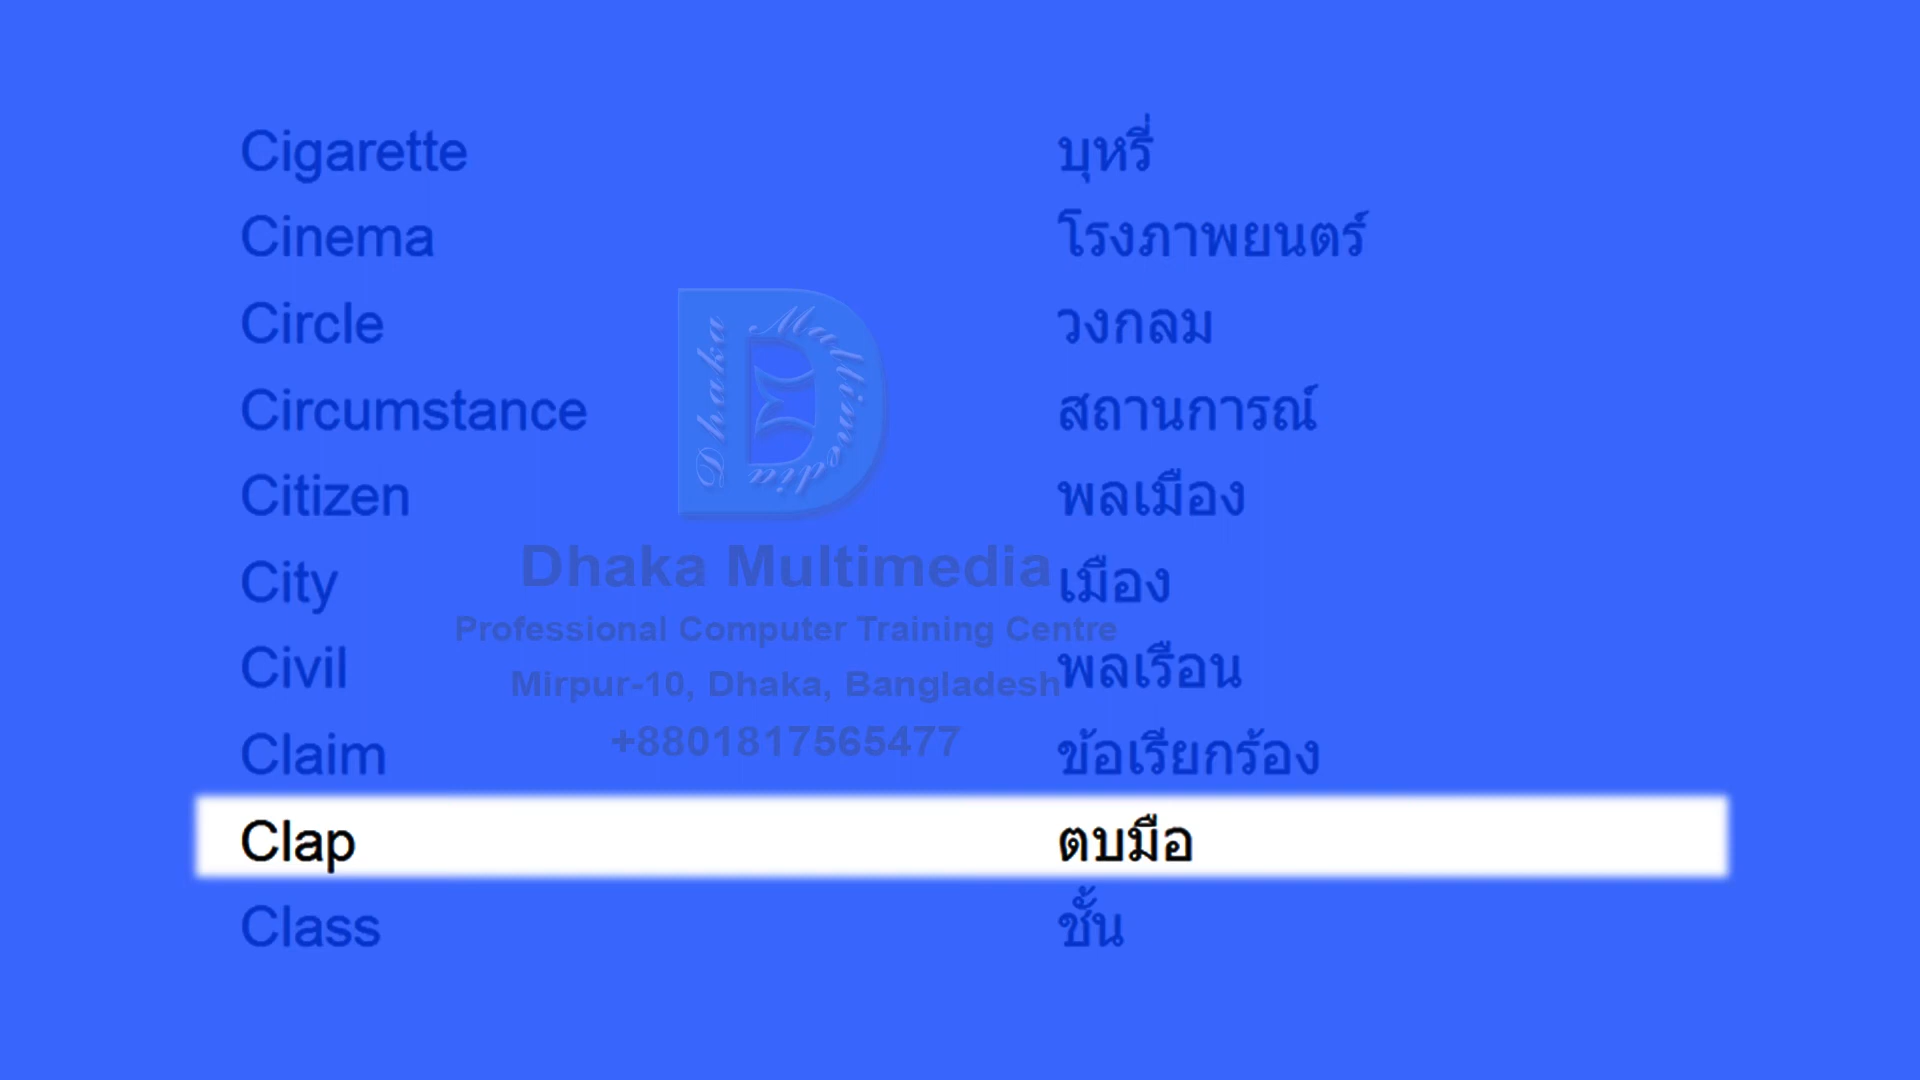 Cigarette บุหรี่
Cinema โรงภาพยนตร์
Circle วงกลม
Circumstance สถานการณ์
Citizen พลเมือง
City เมือง
Civil พลเรือน
Claim ข้อเรียกร้อง
Clap ตบมือ
Class ชั้น
Dhaka Multimedia
Dhaka Multimedia
Professional Computer Training Centre
Mirpur-10, Dhaka, Bangladesh
+8801817565477